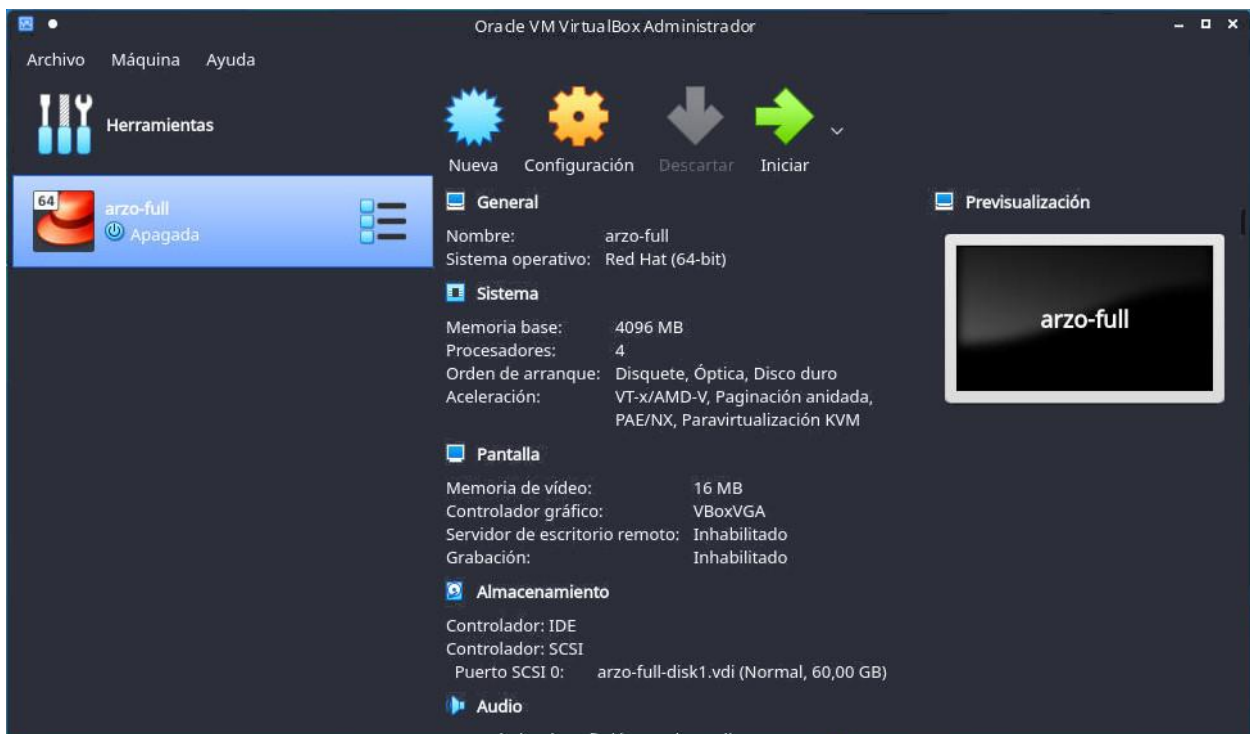 Oracle VM VirtualBox Administrador
Archivo Máquina Ayuda
Herramientas
Nueva Configuración Descartar Iniciar
64
arzo-full
Apagada
General
Nombre: arzo-full
Sistema operativo: Red Hat (64-bit)
Sistema
Memoria base: 4096 MB
Procesadores: 4
Orden de arranque: Disquete, Óptica, Disco duro
Aceleración: VT-x/AMD-V, Paginación anidada,
PAE/NX, Paravirtualización KVM
Pantalla
Memoria de vídeo: 16 MB
Controlador gráfico: VBoxVGA
Servidor de escritorio remoto: Inhabilitado
Grabación: Inhabilitado
Almacenamiento
Controlador: IDE
Controlador: SCSI
Puerto SCSI 0: arzo-full-disk1.vdi (Normal, 60,00 GB)
Audio
Previsualización
arzo-full